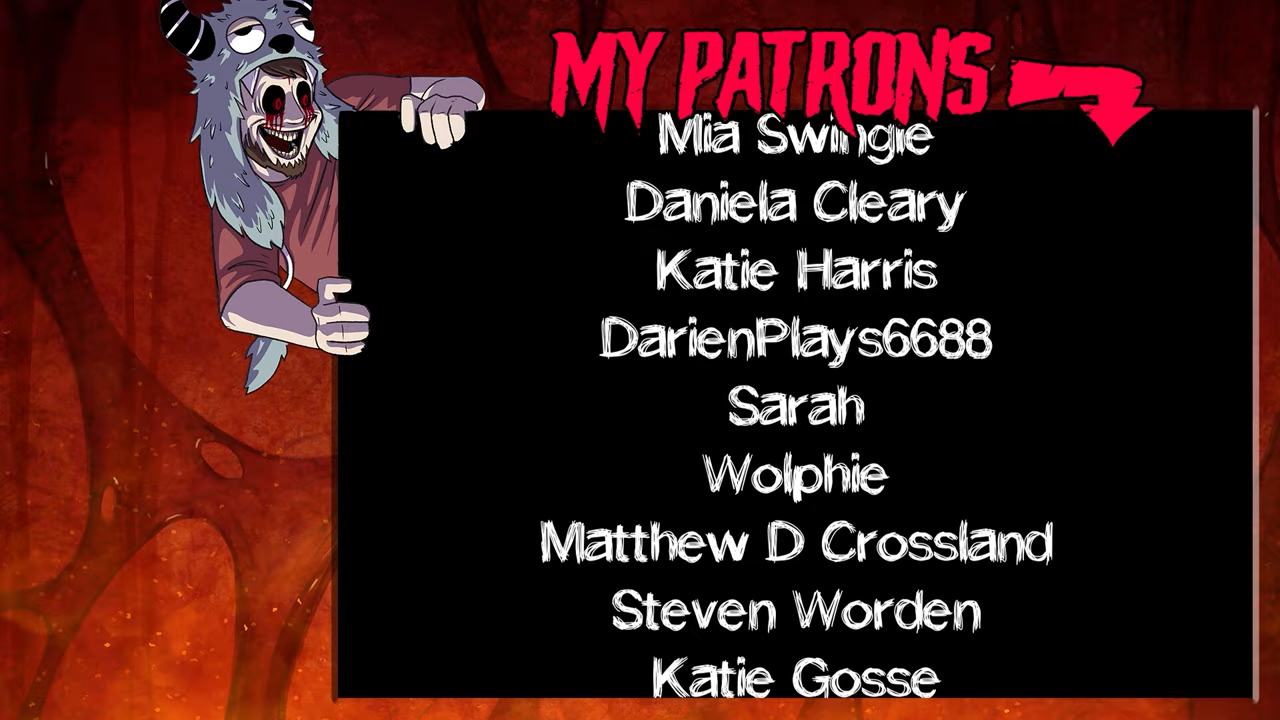 MY PATRONS
Mia Swingle
Daniela Cleary
Katie Harris
DarienPlays6688
Sarah
Wolphie
Matthew D Crossland
Steven Worden
Katie Gosse